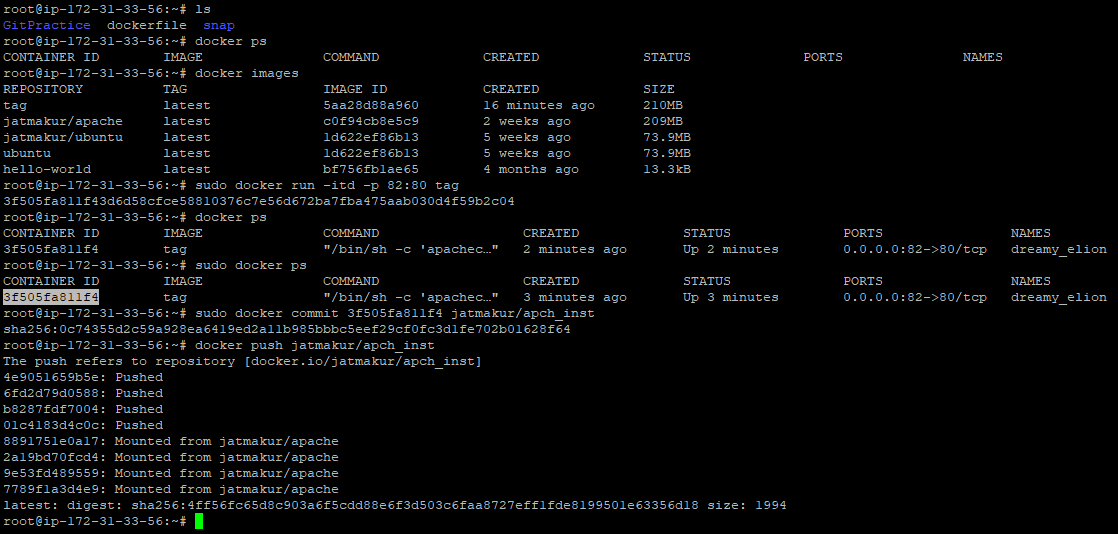 root@ip-172-31-33-56:~# ls
GitPractice  dockerfile  snap
root@ip-172-31-33-56:~# docker ps
CONTAINER ID        IMAGE               COMMAND             CREATED             STATUS              PORTS               NAMES
root@ip-172-31-33-56:~# docker images
REPOSITORY          TAG                 IMAGE ID            CREATED             SIZE
tag                 latest              5aa28d88a960        16 minutes ago      210MB
jatmakur/apache     latest              c0f94cb8e5c9        2 weeks ago         209MB
jatmakur/ubuntu     latest              1d622ef86b13        5 weeks ago         73.9MB
ubuntu              latest              1d622ef86b13        5 weeks ago         73.9MB
hello-world         latest              bf756fb1ae65        4 months ago        13.3kB
root@ip-172-31-33-56:~# sudo docker run -itd -p 82:80 tag
3f505fa811f43d6d58cfce58810376c7e56d672ba7fba475aab030d4f59b2c04
root@ip-172-31-33-56:~# docker ps
CONTAINER ID        IMAGE               COMMAND                  CREATED             STATUS              PORTS                NAMES
3f505fa811f4        tag                 "/bin/sh -c 'apachec…"   2 minutes ago       Up 2 minutes        0.0.0.0:82->80/tcp   dreamy_elion
root@ip-172-31-33-56:~# sudo docker ps
CONTAINER ID        IMAGE               COMMAND                  CREATED             STATUS              PORTS                NAMES
3f505fa811f4        tag                 "/bin/sh -c 'apachec…"   3 minutes ago       Up 3 minutes        0.0.0.0:82->80/tcp   dreamy_elion
root@ip-172-31-33-56:~# sudo docker commit 3f505fa811f4 jatmakur/apch_inst
sha256:0c74355d2c59a928ea6419ed2a11b985bbbc5eef29cf0fc3d1fe702b01628f64
root@ip-172-31-33-56:~# docker push jatmakur/apch_inst
The push refers to repository [docker.io/jatmakur/apch_inst]
4e9051659b5e: Pushed
6fd2d79d0588: Pushed
b8287fdf7004: Pushed
01c4183d4c0c: Pushed
8891751e0a17: Mounted from jatmakur/apache
2a19bd70fcd4: Mounted from jatmakur/apache
9e53fd489559: Mounted from jatmakur/apache
7789f1a3d4e9: Mounted from jatmakur/apache
latest: digest: sha256:4ff56fc65d8c903a6f5cdd88e6f3d503c6faa8727eff1fde8199501e63356d18 size: 1994
root@ip-172-31-33-56:~#